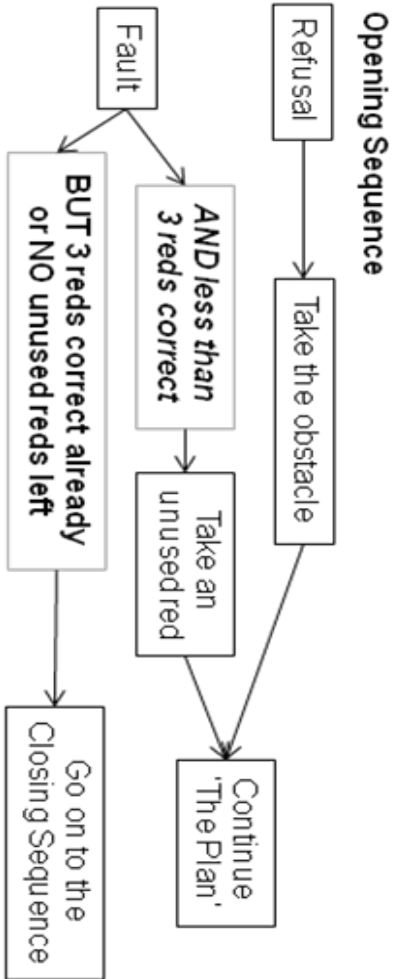 Opening Sequence
Refusal
Take the obstacle
Continue
'The Plan'
Fault
AND less than
3 reds correct
Take an
unused red
BUT 3 reds correct already
or NO unused reds left
Go on to the
Closing Sequence